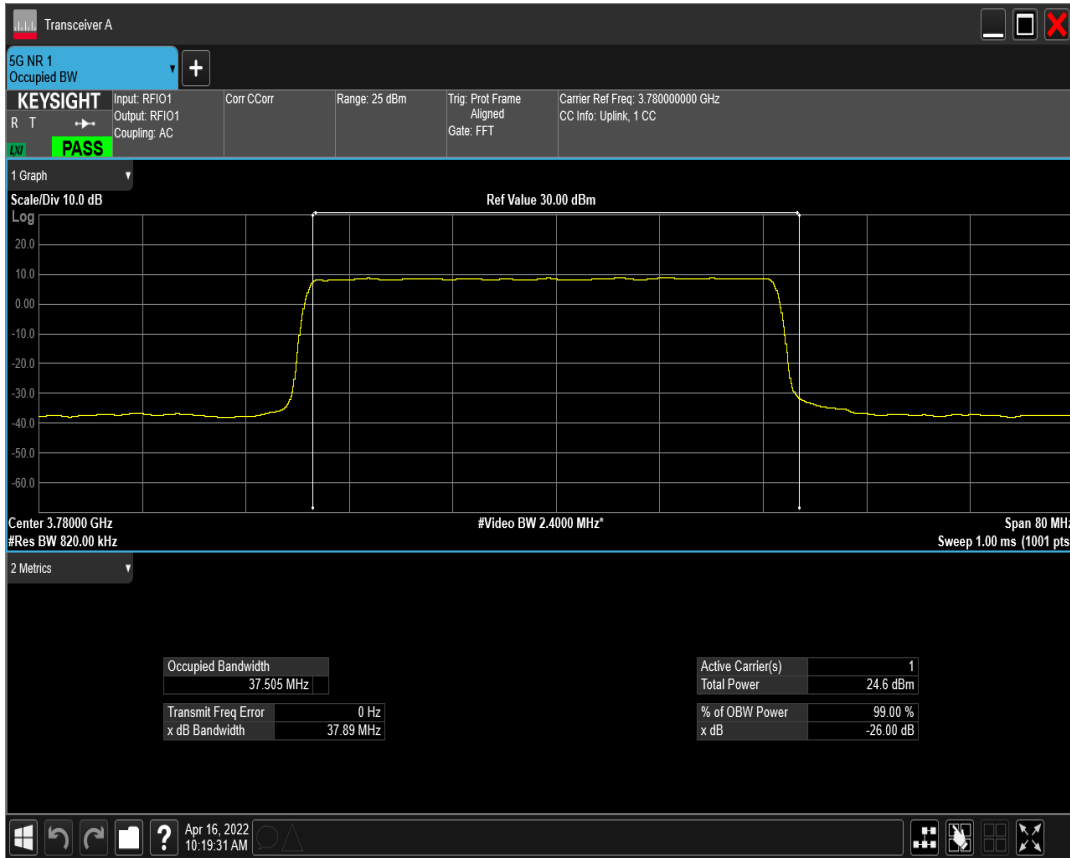 Transceiver A
5G NR 1
Occupied BW
+
KEYSIGHT
R T
LXI
PASS
Input: RFIO1
Output: RFIO1
Coupling: AC
Corr CCorr
Range: 25 dBm
Trig: Prot Frame
Aligned
Gate: FFT
Carrier Ref Freq: 3.780000000 GHz
CC Info: Uplink, 1 CC
1 Graph
Scale/Div 10.0 dB
Ref Value 30.00 dBm
Log
20.0
10.0
0.00
-10.0
-20.0
-30.0
-40.0
-50.0
-60.0
Center 3.78000 GHz
#Video BW 2.4000 MHz*
Span 80 MHz
#Res BW 820.00 kHz
Sweep 1.00 ms (1001 pts
2 Metrics
Occupied Bandwidth
37.505 MHz
Transmit Freq Error 0 Hz
x dB Bandwidth 37.89 MHz
Active Carrier(s) 1
Total Power 24.6 dBm
% of OBW Power 99.00 %
x dB -26.00 dB
?
Apr 16, 2022
10:19:31 AM